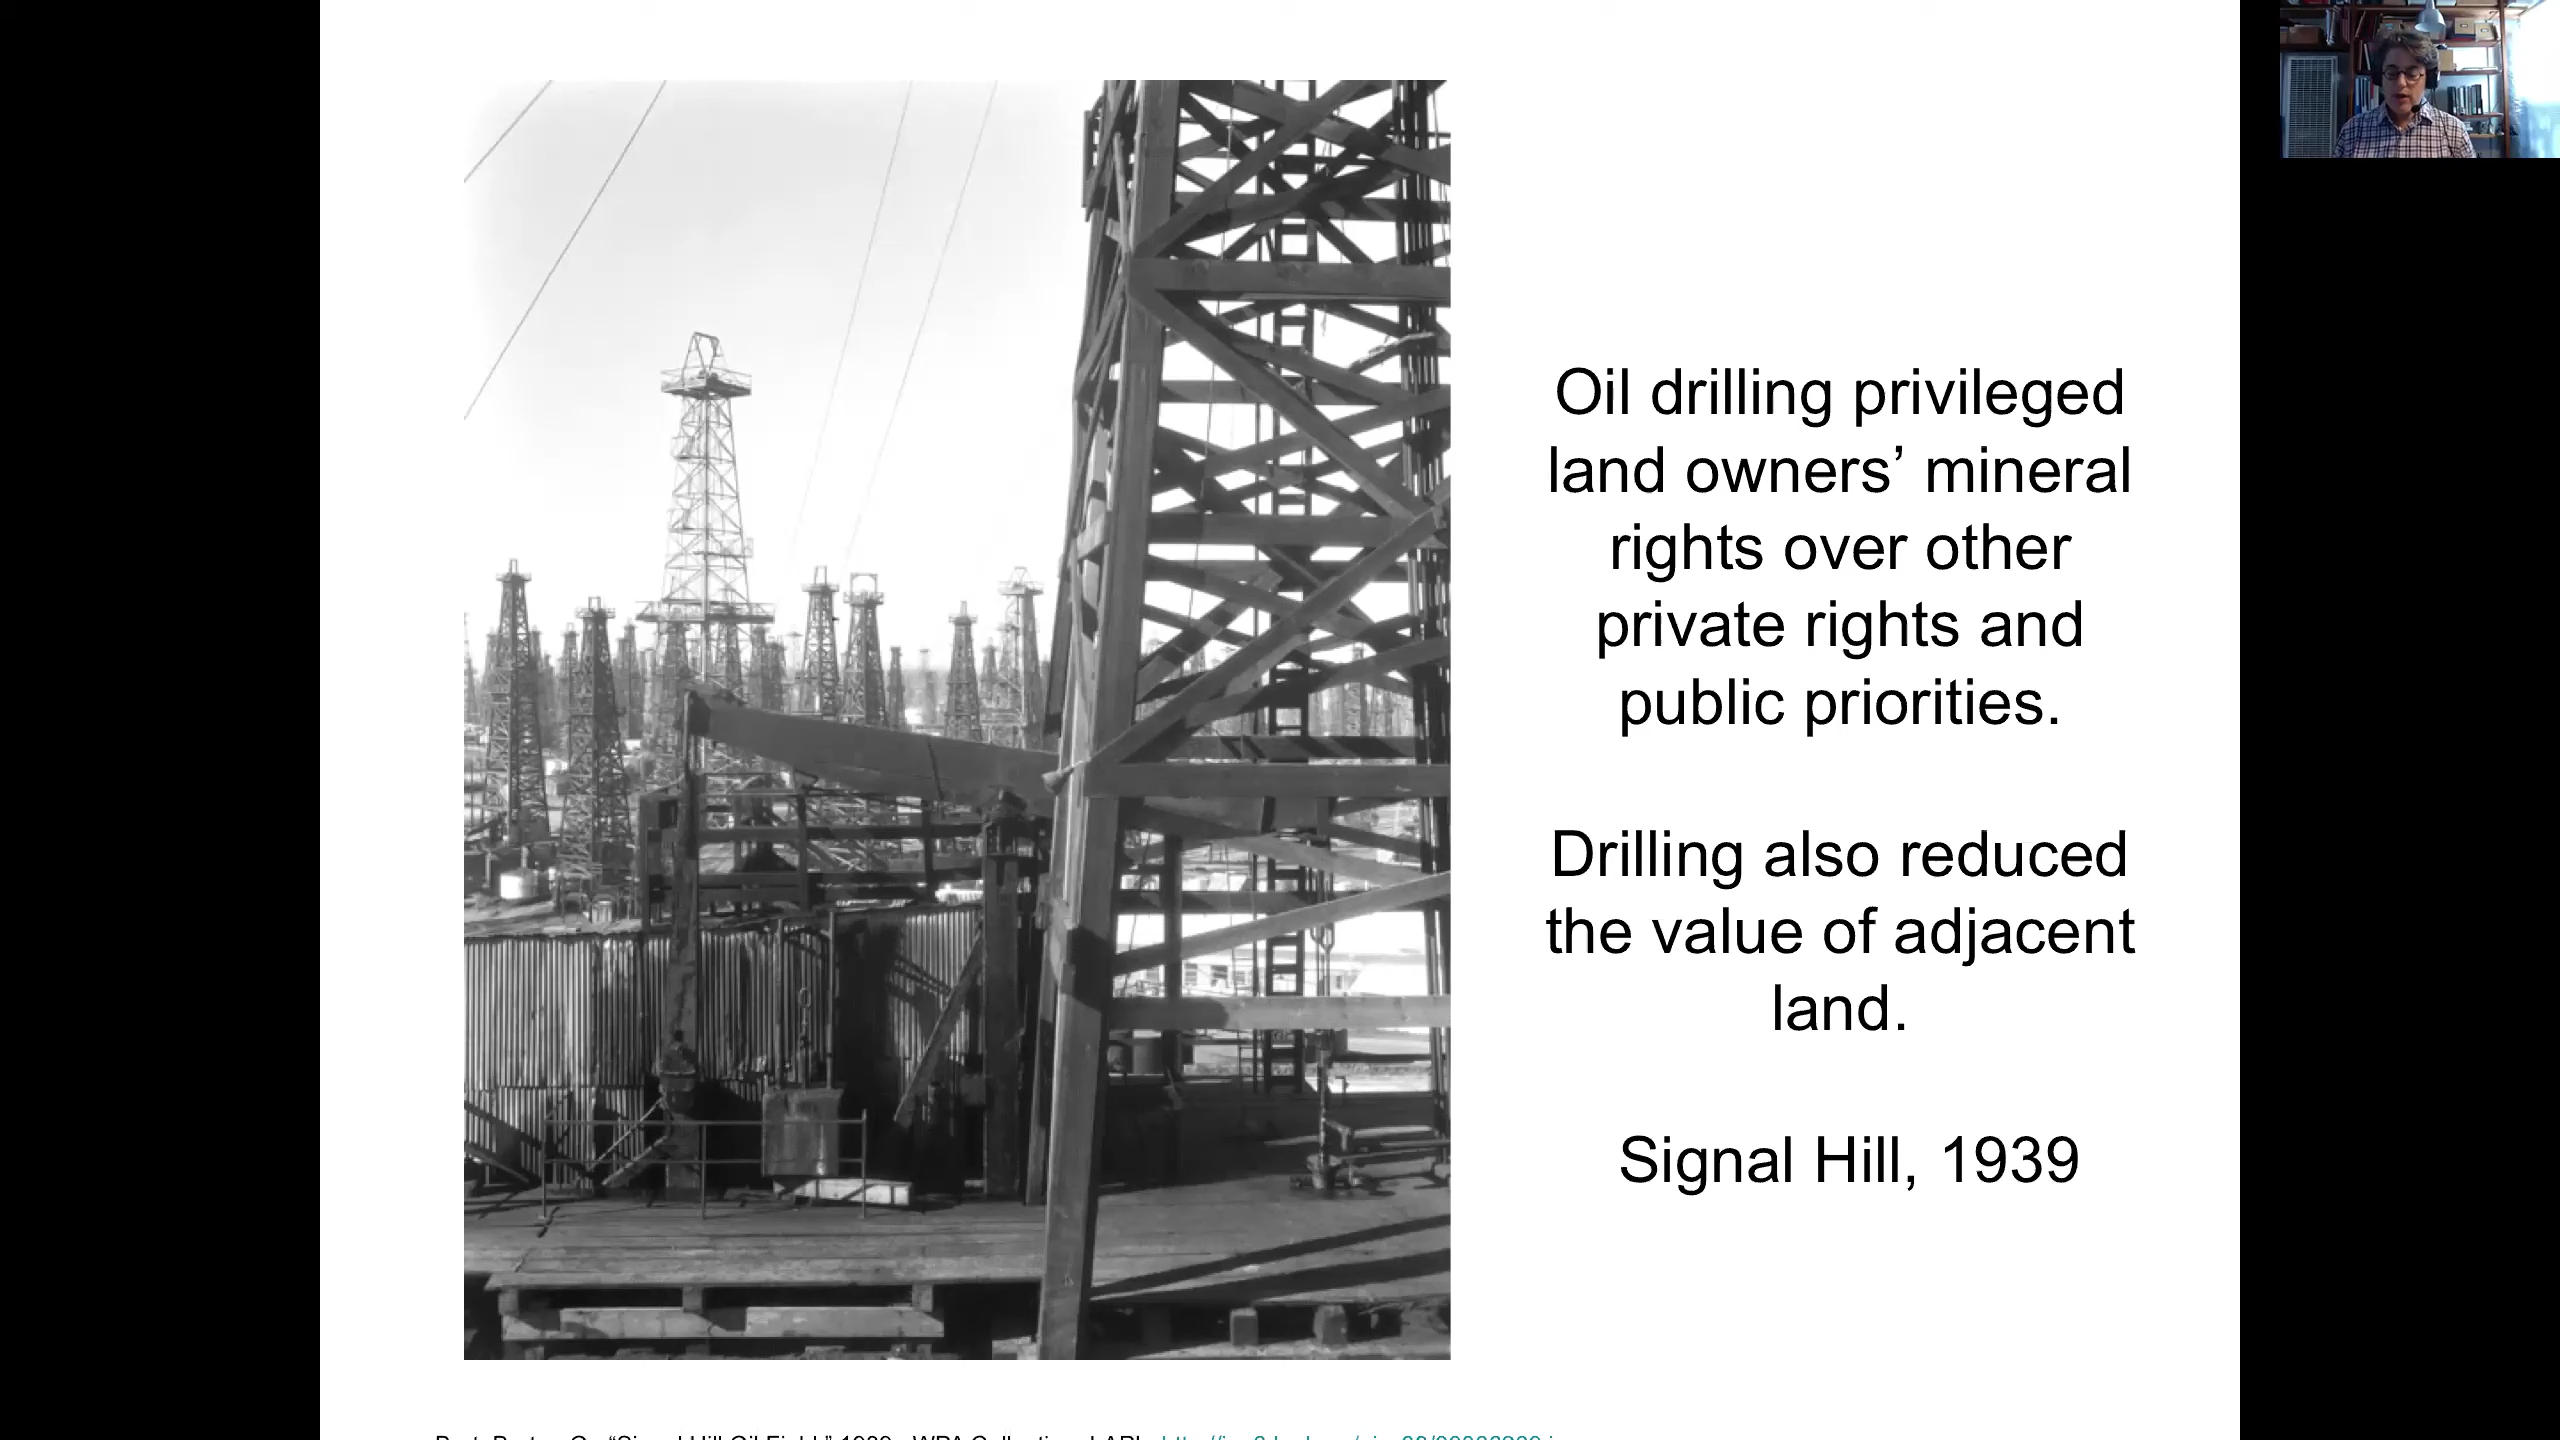 Oil drilling privileged
land owners’ mineral
rights over other
private rights and
public priorities.
Drilling also reduced
the value of adjacent
land.
Signal Hill, 1939